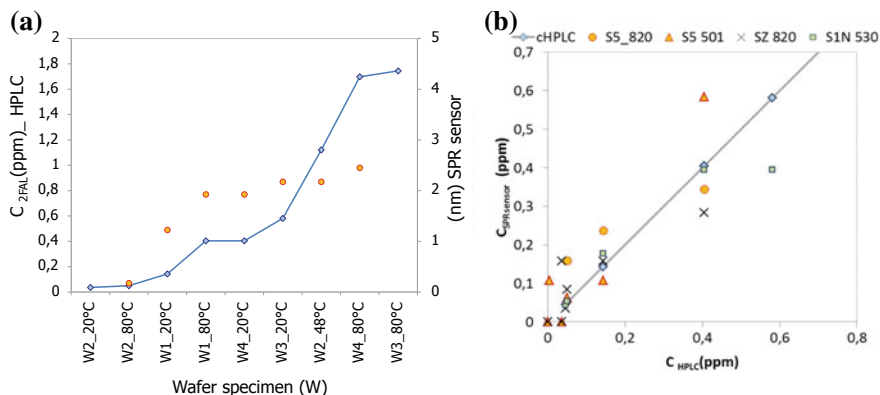 (a)
C 2FAL(ppm)_ HPLC
2
1,8
1,6
1,4
1,2
1
0,8
0,6
0,4
0,2
0
5
4
3
2
1
0
(nm) SPR sensor
W2_20°C
W2_80°C
W1_20°C
W1_80°C
W4_20°C
W3_20°C
W2_48°C
W4_80°C
W3_80°C
Wafer specimen (W)
(b)
cHPLC S5_820 S5 501 SZ 820 S1N 530
CSPRsensor (ppm)
0,7
0,6
0,5
0,4
0,3
0,2
0,1
0
0 0,2 0,4 0,6 0,8
C HPLC(ppm)